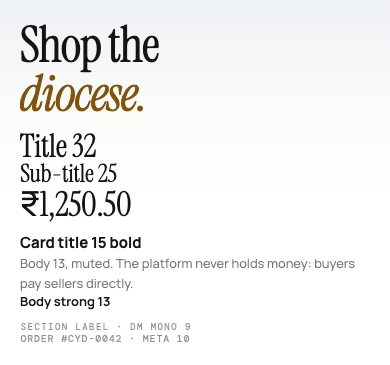 Shop the
diocese.
Title 32
Sub-title 25
₹1,250.50
Card title 15 bold
Body 13, muted. The platform never holds money: buyers
pay sellers directly.
Body strong 13
SECTION LABEL · DM MONO 9
ORDER #CYD-0042 · META 10